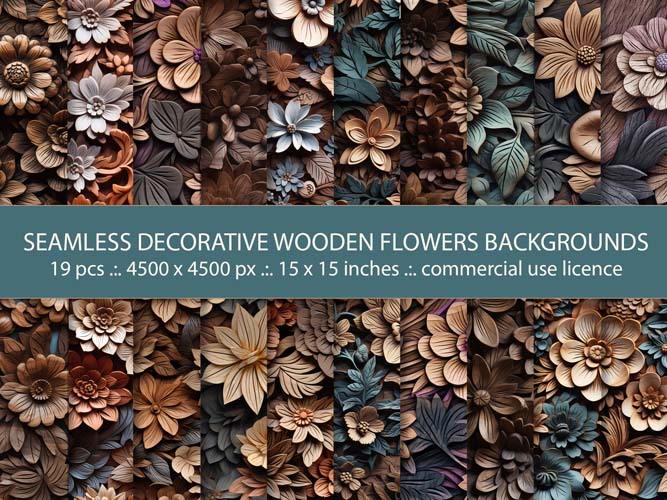 SEAMLESS DECORATIVE WOODEN FLOWERS BACKGROUNDS
19 pcs .:. 4500 x 4500 px .:. 15 x 15 inches .:. commercial use licence